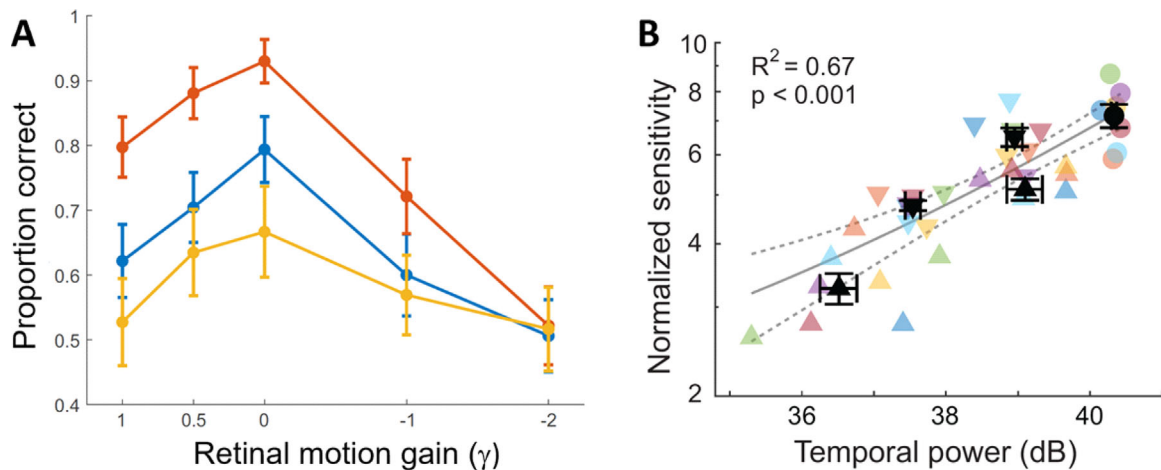 A
Proportion correct
1
0.9
0.8
0.7
0.6
0.5
0.4
1 0.5 0 -1 -2
Retinal motion gain (γ)
B
Normalized sensitivity
10
8
6
4
2
R² = 0.67
p < 0.001
36 38 40
Temporal power (dB)